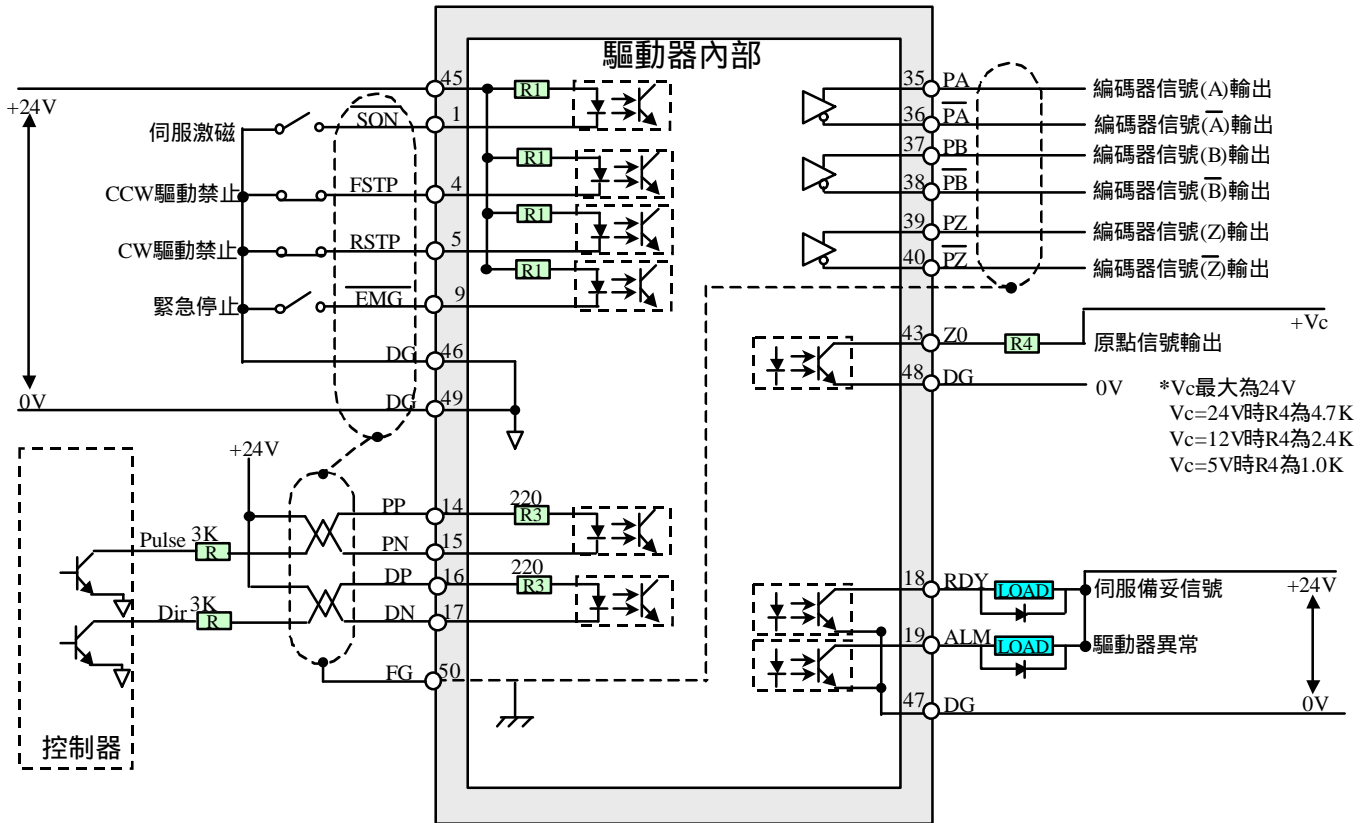 驅動器內部
+24V
45
R1
伺服激磁
S̅O̅N̅
1
R1
CCW驅動禁止
FSTP
4
R1
CW驅動禁止
RSTP
5
R1
緊急停止
E̅M̅G̅
9
DG
46
0V
DG
49
+24V
PP
14
220
R3
Pulse
3K
R
PN
15
DP
16
220
R3
Dir
3K
R
DN
17
FG
50
控制器
35
PA
編碼器信號(A)輸出
36
P̅A̅
編碼器信號(A̅)輸出
37
PB
編碼器信號(B)輸出
38
P̅B̅
編碼器信號(B̅)輸出
39
PZ
編碼器信號(Z)輸出
40
P̅Z̅
編碼器信號(Z̅)輸出
+Vc
43
Z0
R4
原點信號輸出
48
DG
0V
*Vc最大為24V
Vc=24V時R4為4.7K
Vc=12V時R4為2.4K
Vc=5V時R4為1.0K
18
RDY
LOAD
伺服備妥信號
+24V
19
ALM
LOAD
驅動器異常
47
DG
0V